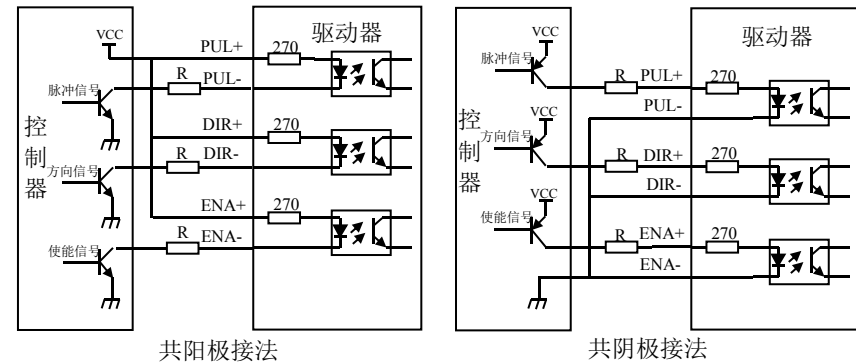 VCC
PUL+
270
驱动器
脉冲信号
R
PUL-
控制器
DIR+
270
方向信号
R
DIR-
ENA+
270
使能信号
R
ENA-
共阳极接法
VCC
驱动器
脉冲信号
R
PUL+
270
PUL-
控制器
VCC
方向信号
R
DIR+
270
DIR-
VCC
使能信号
R
ENA+
270
ENA-
共阴极接法